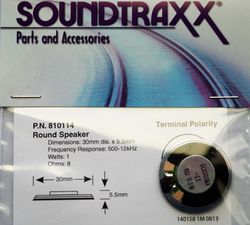 SOUNDTRAXX®
Parts and Accessories
P.N. 810114
Round Speaker
Dimensions: 30mm dia. x 5.5mm
Frequency Response: 500-12kHz
Watts: 1
Ohms: 8
30mm
5.5mm
Terminal Polarity
140158 1M 0813